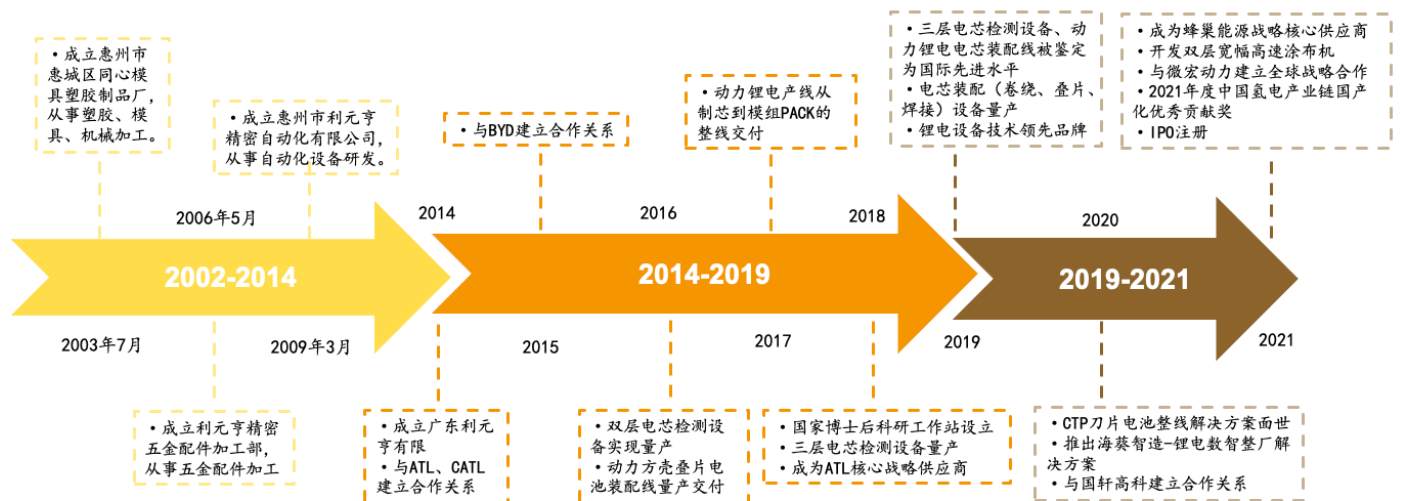 • 成立惠州市
惠城区同心模
具塑胶制品厂，
从事塑胶、模
具、机械加工。
• 成立惠州市利元亨
精密自动化有限公司，
从事自动化设备研发。
• 与BYD建立合作关系
• 动力锂电产线从
制芯到模组PACK的
整线交付
• 三层电芯检测设备、动
力锂电电芯装配线被鉴定
为国际先进水平
• 电芯装配（卷绕、叠片、
焊接）设备量产
• 锂电设备技术领先品牌
• 成为蜂巢能源战略核心供应商
• 开发双层宽幅高速涂布机
• 与微宏动力建立全球战略合作
• 2021年度中国氢电产业链国产
化优秀贡献奖
• IPO注册
2006年5月
2014
2016
2018
2020
2002-2014
2014-2019
2019-2021
2003年7月
2009年3月
2015
2017
2019
2021
• 成立利元亨精密
五金配件加工部，
从事五金配件加工
• 成立广东利元
亨有限
• 与ATL、CATL
建立合作关系
• 双层电芯检测设
备实现量产
• 动力方壳叠片电
池装配线量产交付
• 国家博士后科研工作站设立
• 三层电芯检测设备量产
• 成为ATL核心战略供应商
• CTP刀片电池整线解决方案面世
• 推出海葵智造-锂电数智整厂解
决方案
• 与国轩高科建立合作关系